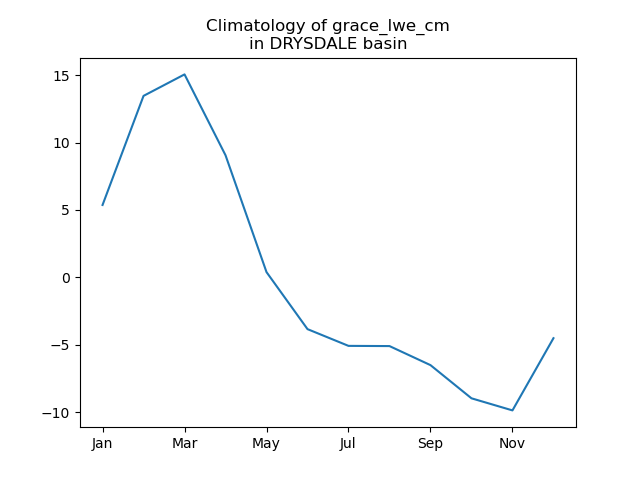 Climatology of grace_lwe_cm
in DRYSDALE basin
15
10
5
0
−5
−10
Jan
Mar
May
Jul
Sep
Nov